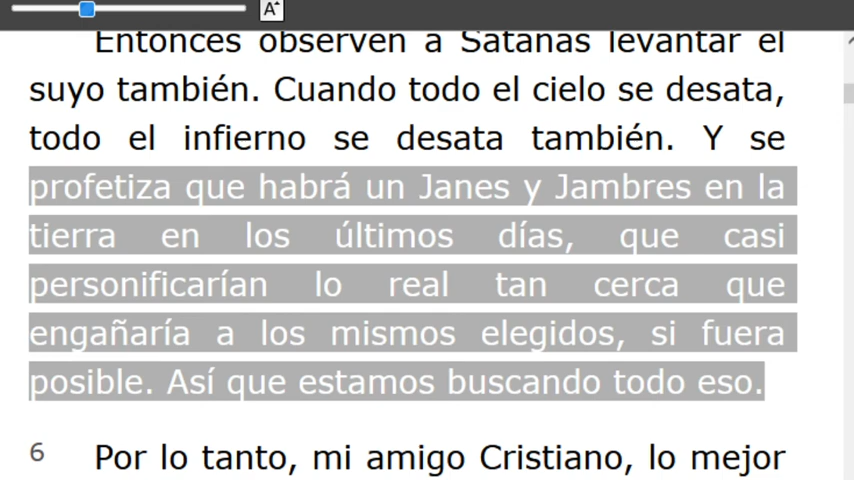 A
Entonces observen a Satanás levantar el
suyo también. Cuando todo el cielo se desata,
todo el infierno se desata también. Y se
profetiza que habrá un Janes y Jambres en la
tierra en los últimos días, que casi
personificarían lo real tan cerca que
engañaría a los mismos elegidos, si fuera
posible. Así que estamos buscando todo eso.
6 Por lo tanto, mi amigo Cristiano, lo mejor